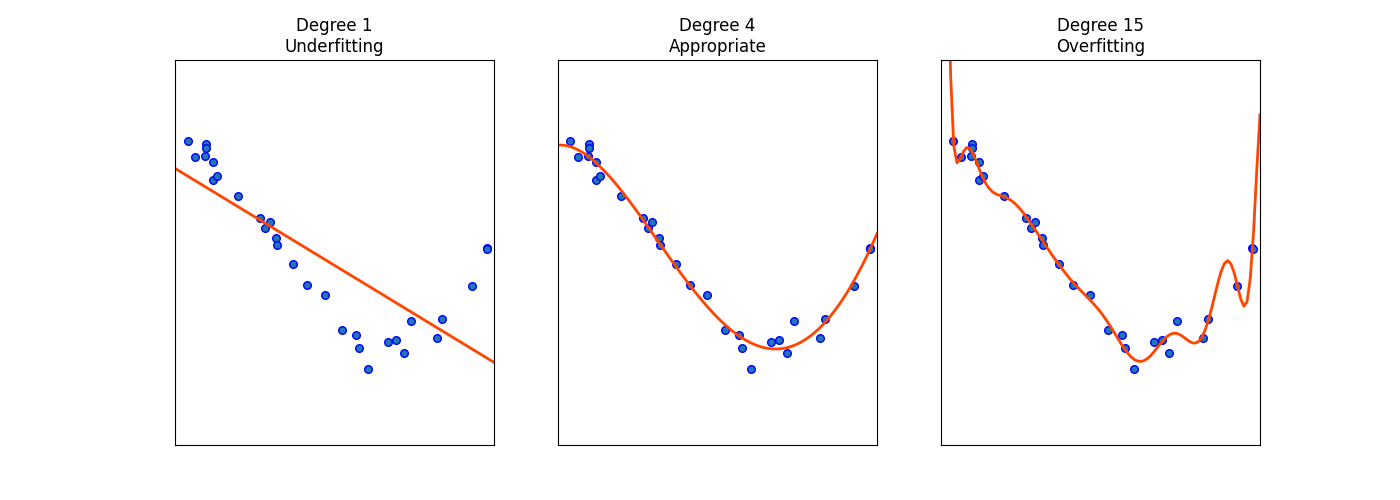 Degree 1
Underfitting
Degree 4
Appropriate
Degree 15
Overfitting